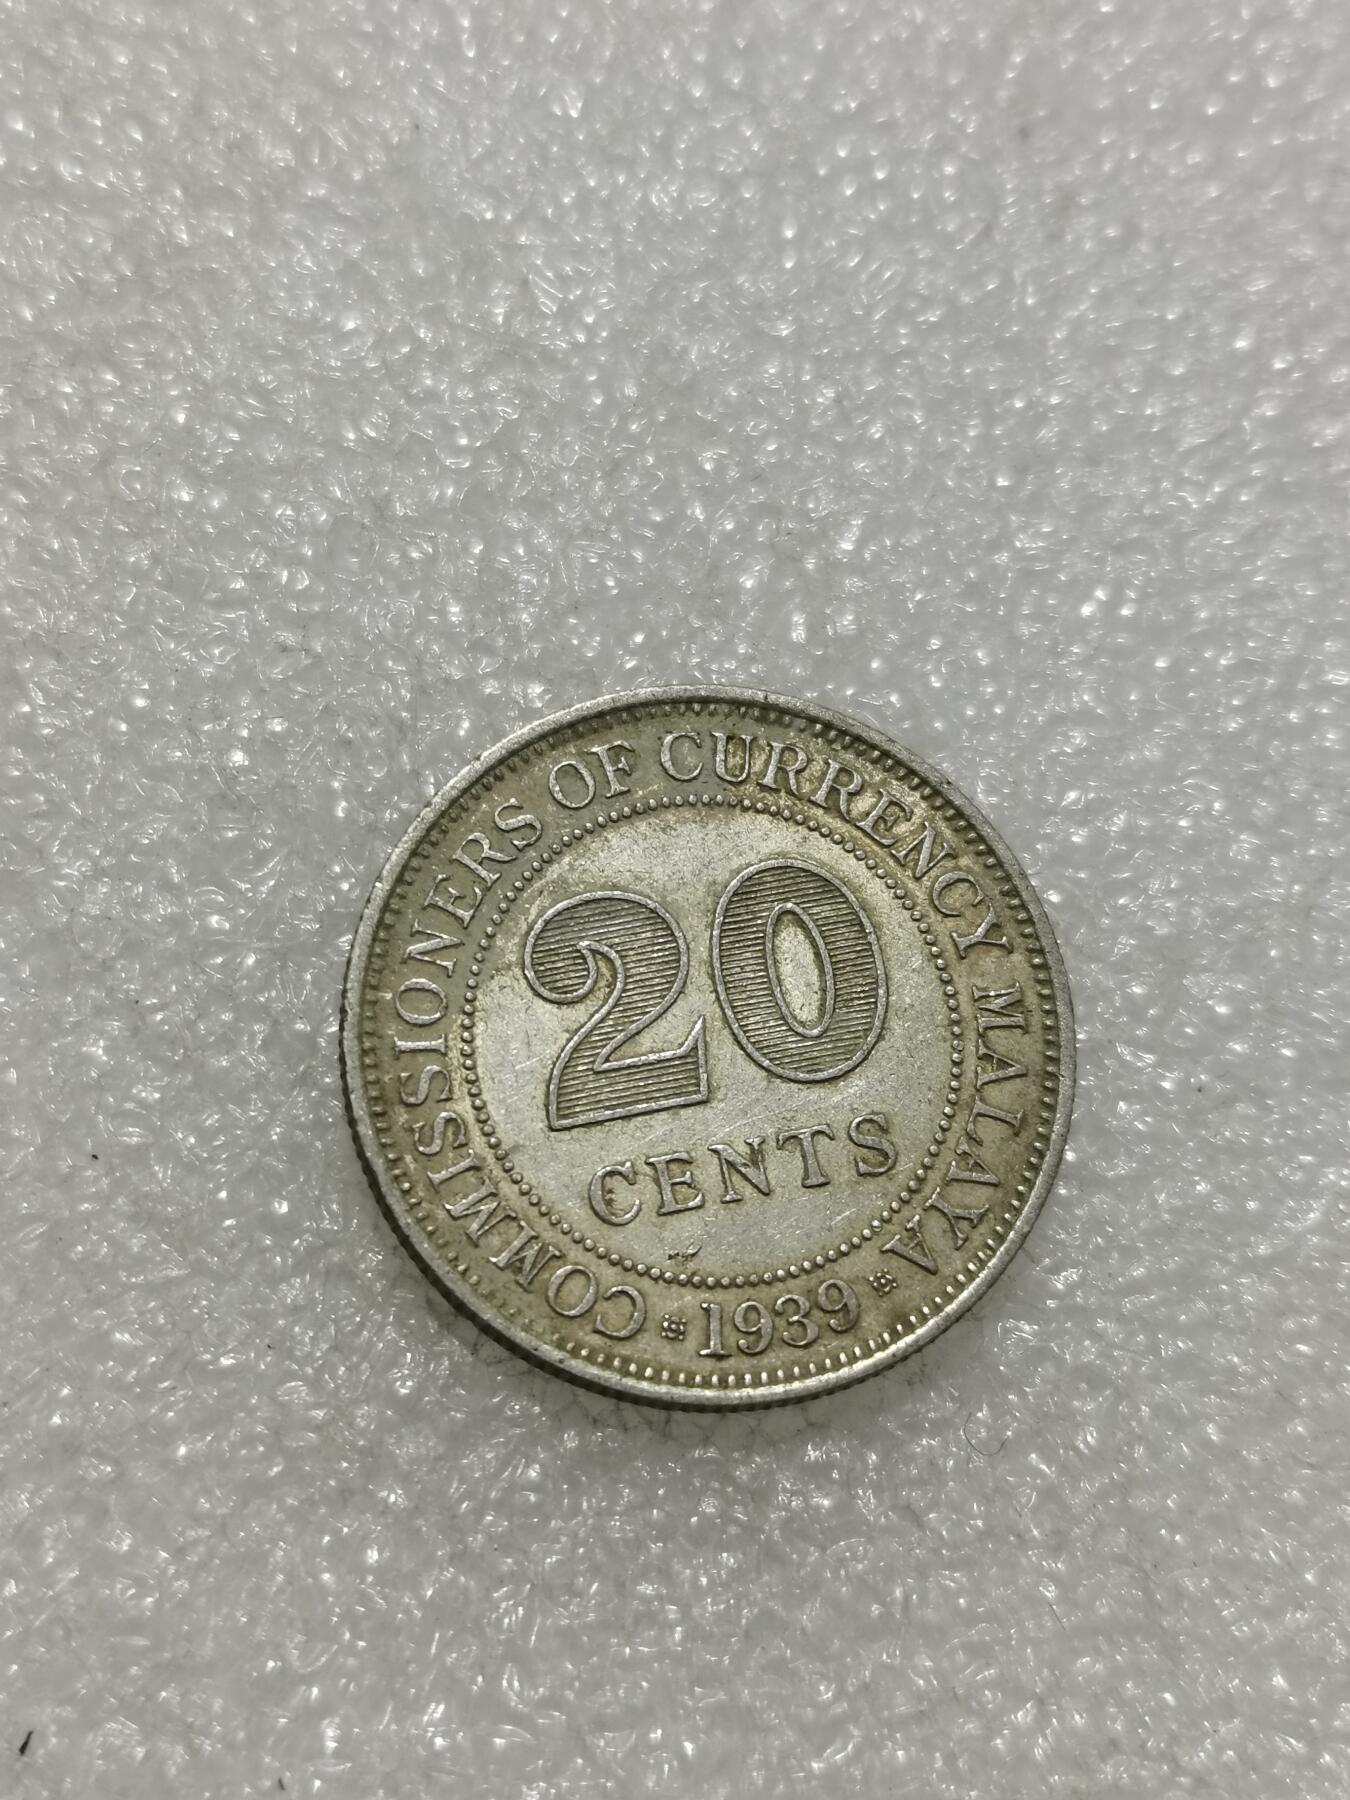 COMMISSIONERS OF CURRENCY MALAYA
20
CENTS
1939